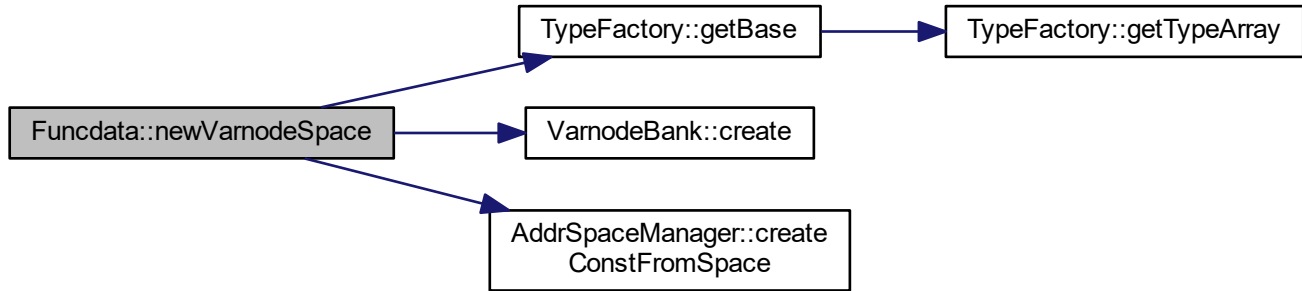 TypeFactory::getBase
TypeFactory::getTypeArray
Funcdata::newVarnodeSpace
VarnodeBank::create
AddrSpaceManager::create
ConstFromSpace